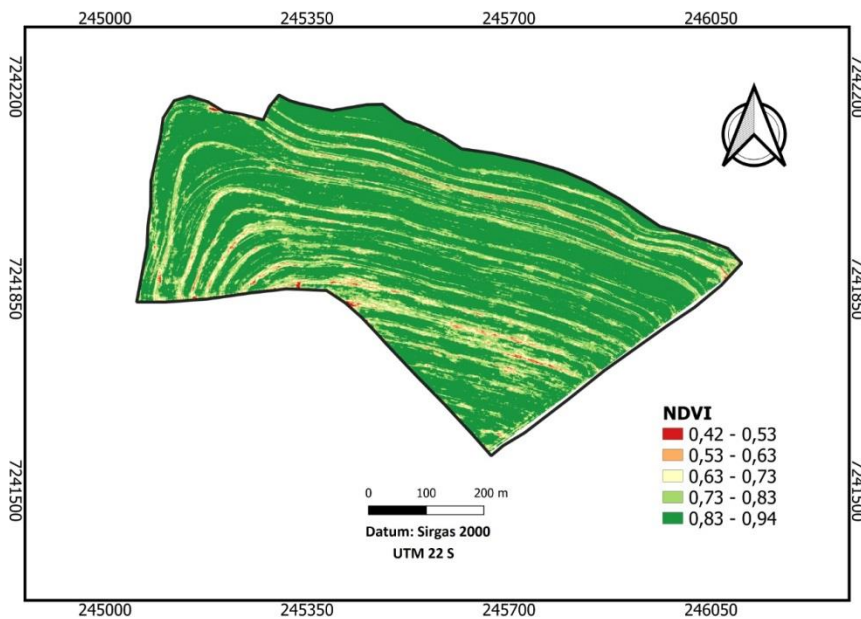 245000 245350 245700 246050
7242200 7242200
7241850 7241850
7241500 7241500
NDVI
0,42 - 0,53
0,53 - 0,63
0,63 - 0,73
0,73 - 0,83
0,83 - 0,94
0 100 200 m
Datum: Sirgas 2000
UTM 22 S
245000 245350 245700 246050